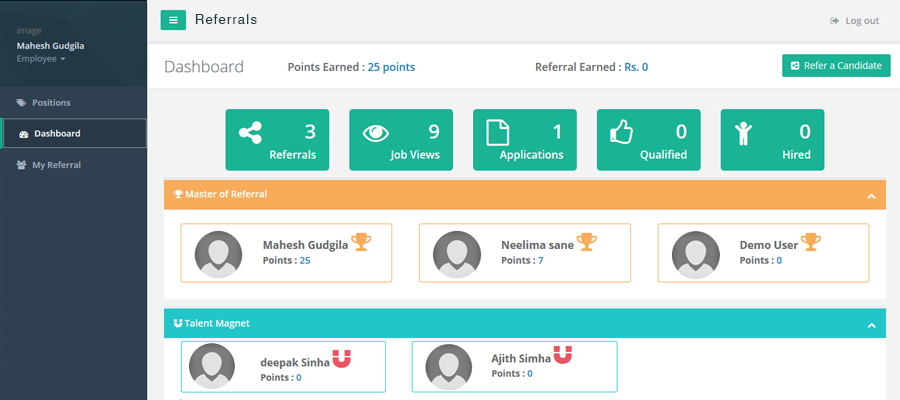 image
Mahesh Gudgila
Employee
Positions
Dashboard
My Referral
Referrals
Log out
Dashboard
Points Earned : 25 points
Referral Earned : Rs. 0
Refer a Candidate
3
Referrals
9
Job Views
1
Applications
0
Qualified
0
Hired
Master of Referral
Mahesh Gudgila
Points : 25
Neelima sane
Points : 7
Demo User
Points : 0
Talent Magnet
deepak Sinha
Points : 0
Ajith Simha
Points : 0